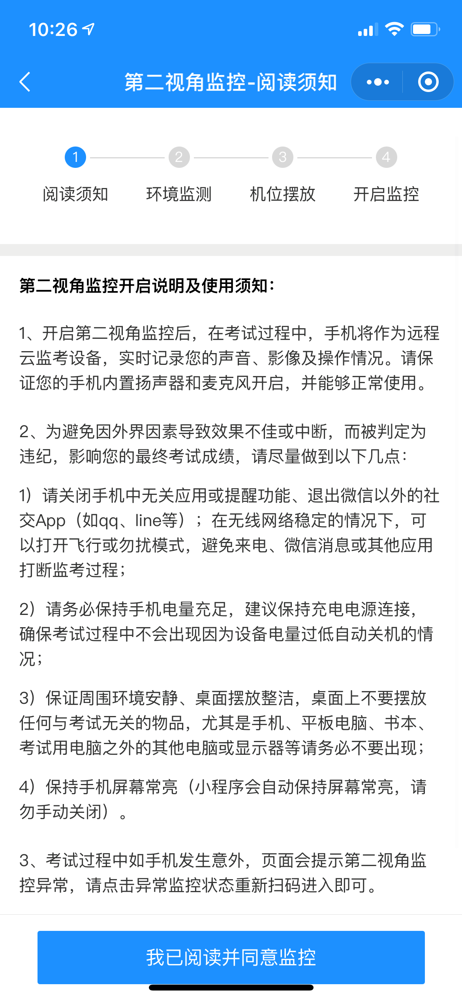 10:26
第二视角监控-阅读须知
1
2
3
4
阅读须知
环境监测
机位摆放
开启监控
第二视角监控开启说明及使用须知：
1、开启第二视角监控后，在考试过程中，手机将作为远程
云监考设备，实时记录您的声音、影像及操作情况。请保
证您的手机内置扬声器和麦克风开启，并能够正常使用。
2、为避免因外界因素导致效果不佳或中断，而被判定为
违纪，影响您的最终考试成绩，请尽量做到以下几点：
1）请关闭手机中无关应用或提醒功能、退出微信以外的社
交App（如qq、line等）；在无线网络稳定的情况下，可
以打开飞行或勿扰模式，避免来电、微信消息或其他应用
打断监考过程；
2）请务必保持手机电量充足，建议保持充电电源连接，
确保考试过程中不会出现因为设备电量过低自动关机的情
况；
3）保证周围环境安静、桌面摆放整洁，桌面上不要摆放
任何与考试无关的物品，尤其是手机、平板电脑、书本、
考试用电脑之外的其他电脑或显示器等请务必不要出现；
4）保持手机屏幕常亮（小程序会自动保持屏幕常亮，请
勿手动关闭）。
3、考试过程中如手机发生意外，页面会提示第二视角监
控异常，请点击异常监控状态重新扫码进入即可。
我已阅读并同意监控